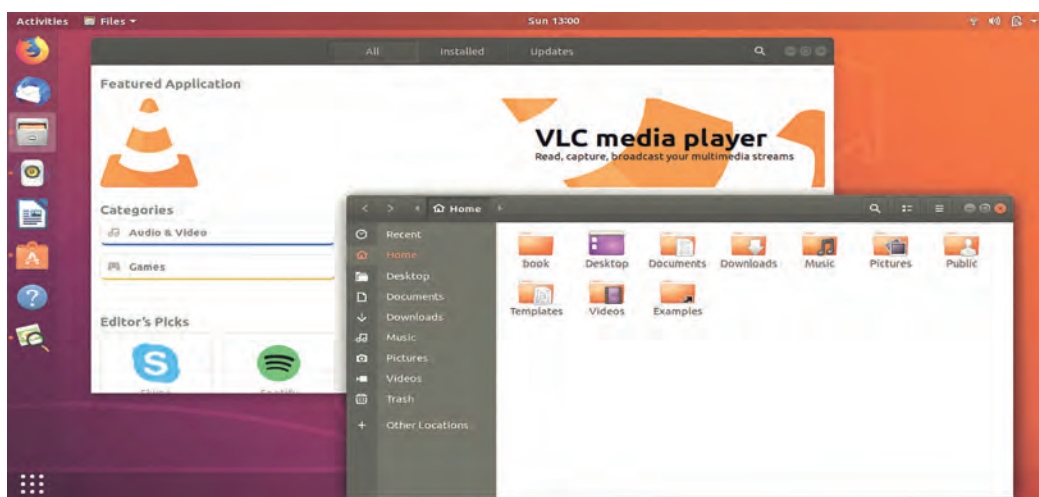 Activities Files Sun 13:00
All Installed Updates
Featured Application
VLC media player
Read, capture, broadcast your multimedia streams
Categories
Audio & Video
Games
Editor's Picks
Home
Recent
Home
Desktop
Documents
Downloads
Music
Pictures
Videos
Trash
Other Locations
book Desktop Documents Downloads Music Pictures Public
Templates Videos Examples